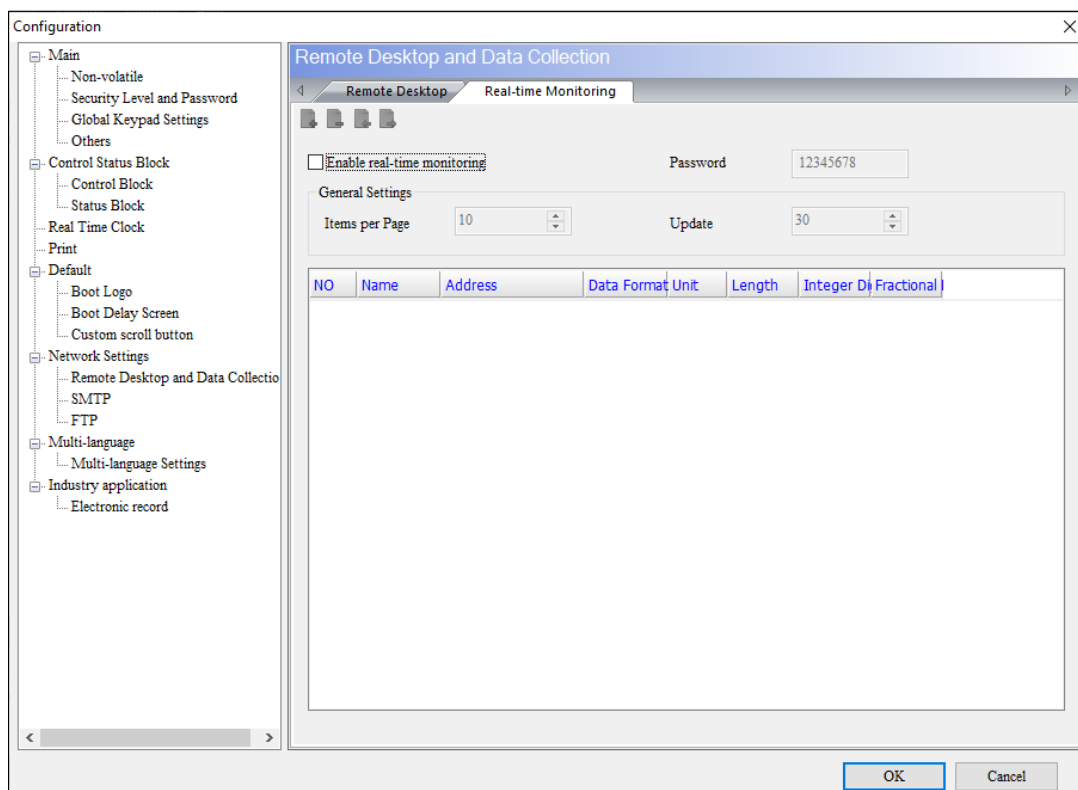 Configuration
Main
Non-volatile
Security Level and Password
Global Keypad Settings
Others
Control Status Block
Control Block
Status Block
Real Time Clock
Print
Default
Boot Logo
Boot Delay Screen
Custom scroll button
Network Settings
Remote Desktop and Data Collectio
SMTP
FTP
Multi-language
Multi-language Settings
Industry application
Electronic record
Remote Desktop and Data Collection
Remote Desktop Real-time Monitoring
Enable real-time monitoring Password 12345678
General Settings
Items per Page 10 Update 30
NO Name Address Data Format Unit Length Integer Di Fractional
OK Cancel